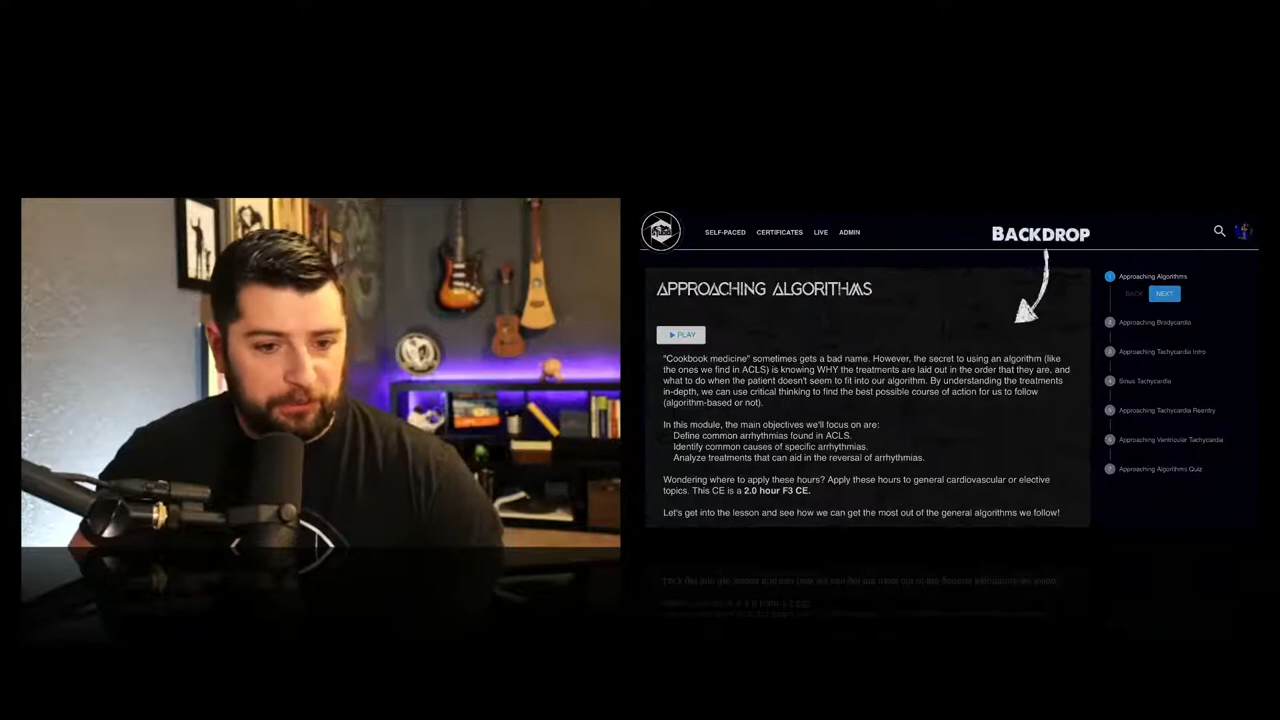 SELF-PACED CERTIFICATES LIVE ADMIN
BACKDROP
APPROACHING ALGORITHMS
PLAY
"Cookbook medicine" sometimes gets a bad name. However, the secret to using an algorithm (like
the ones we find in ACLS) is knowing WHY the treatments are laid out in the order that they are, and
what to do when the patient doesn't seem to fit into our algorithm. By understanding the treatments
in-depth, we can use critical thinking to find the best possible course of action for us to follow
(algorithm-based or not).
In this module, the main objectives we'll focus on are:
Define common arrhythmias found in ACLS.
Identify common causes of specific arrhythmias.
Analyze treatments that can aid in the reversal of arrhythmias.
Wondering where to apply these hours? Apply these hours to general cardiovascular or elective
topics. This CE is a 2.0 hour F3 CE.
Let's get into the lesson and see how we can get the most out of the general algorithms we follow!
1 Approaching Algorithms
BACK NEXT
2 Approaching Bradycardia
3 Approaching Tachycardia Intro
4 Sinus Tachycardia
5 Approaching Tachycardia Reentry
6 Approaching Ventricular Tachycardia
7 Approaching Algorithms Quiz